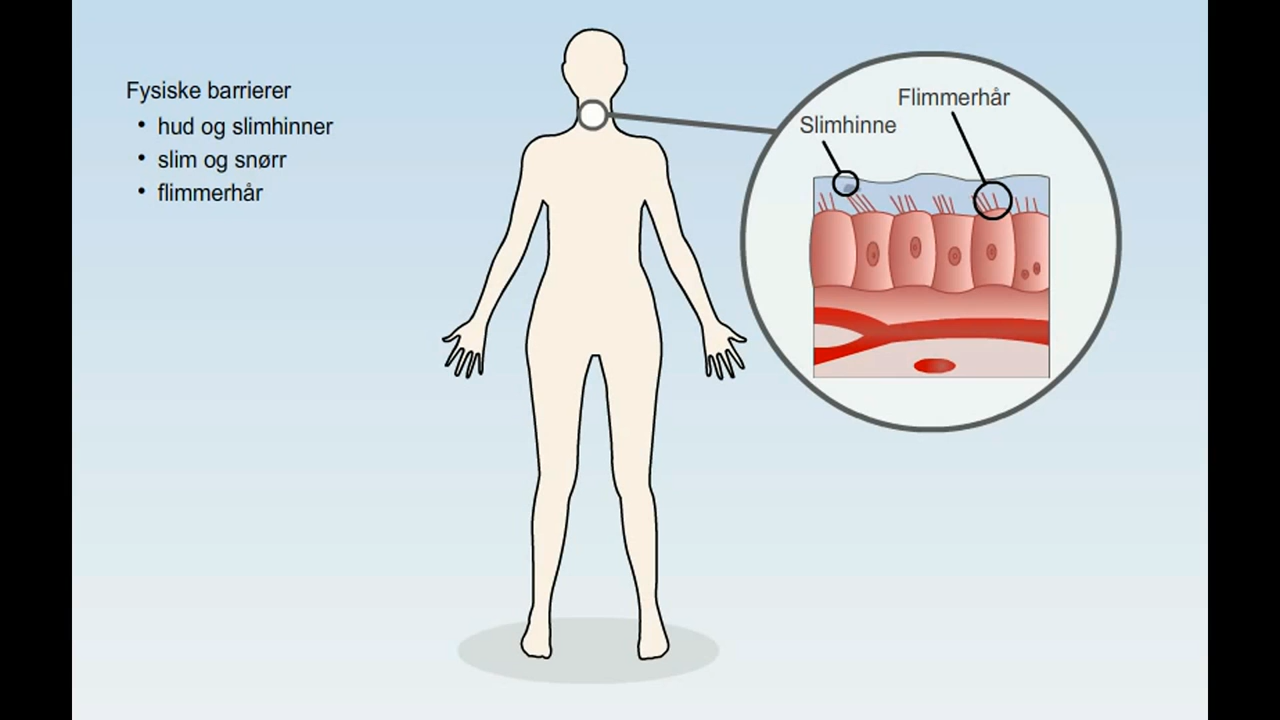 Fysiske barrierer
• hud og slimhinner
• slim og snørr
• flimmerhår
Flimmerhår
Slimhinne